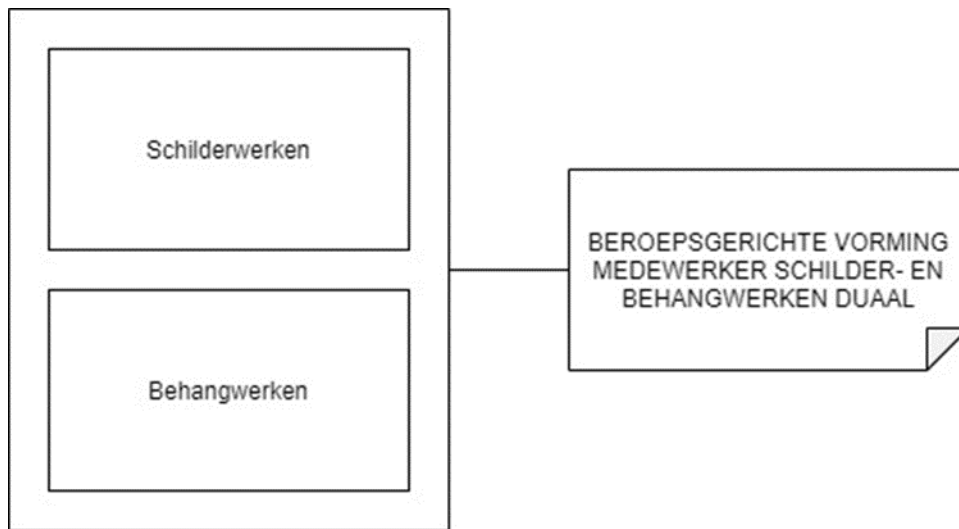 Schilderwerken
BEROEPSGERICHTE VORMING
MEDEWERKER SCHILDER- EN
BEHANGWERKEN DUAAL
Behangwerken